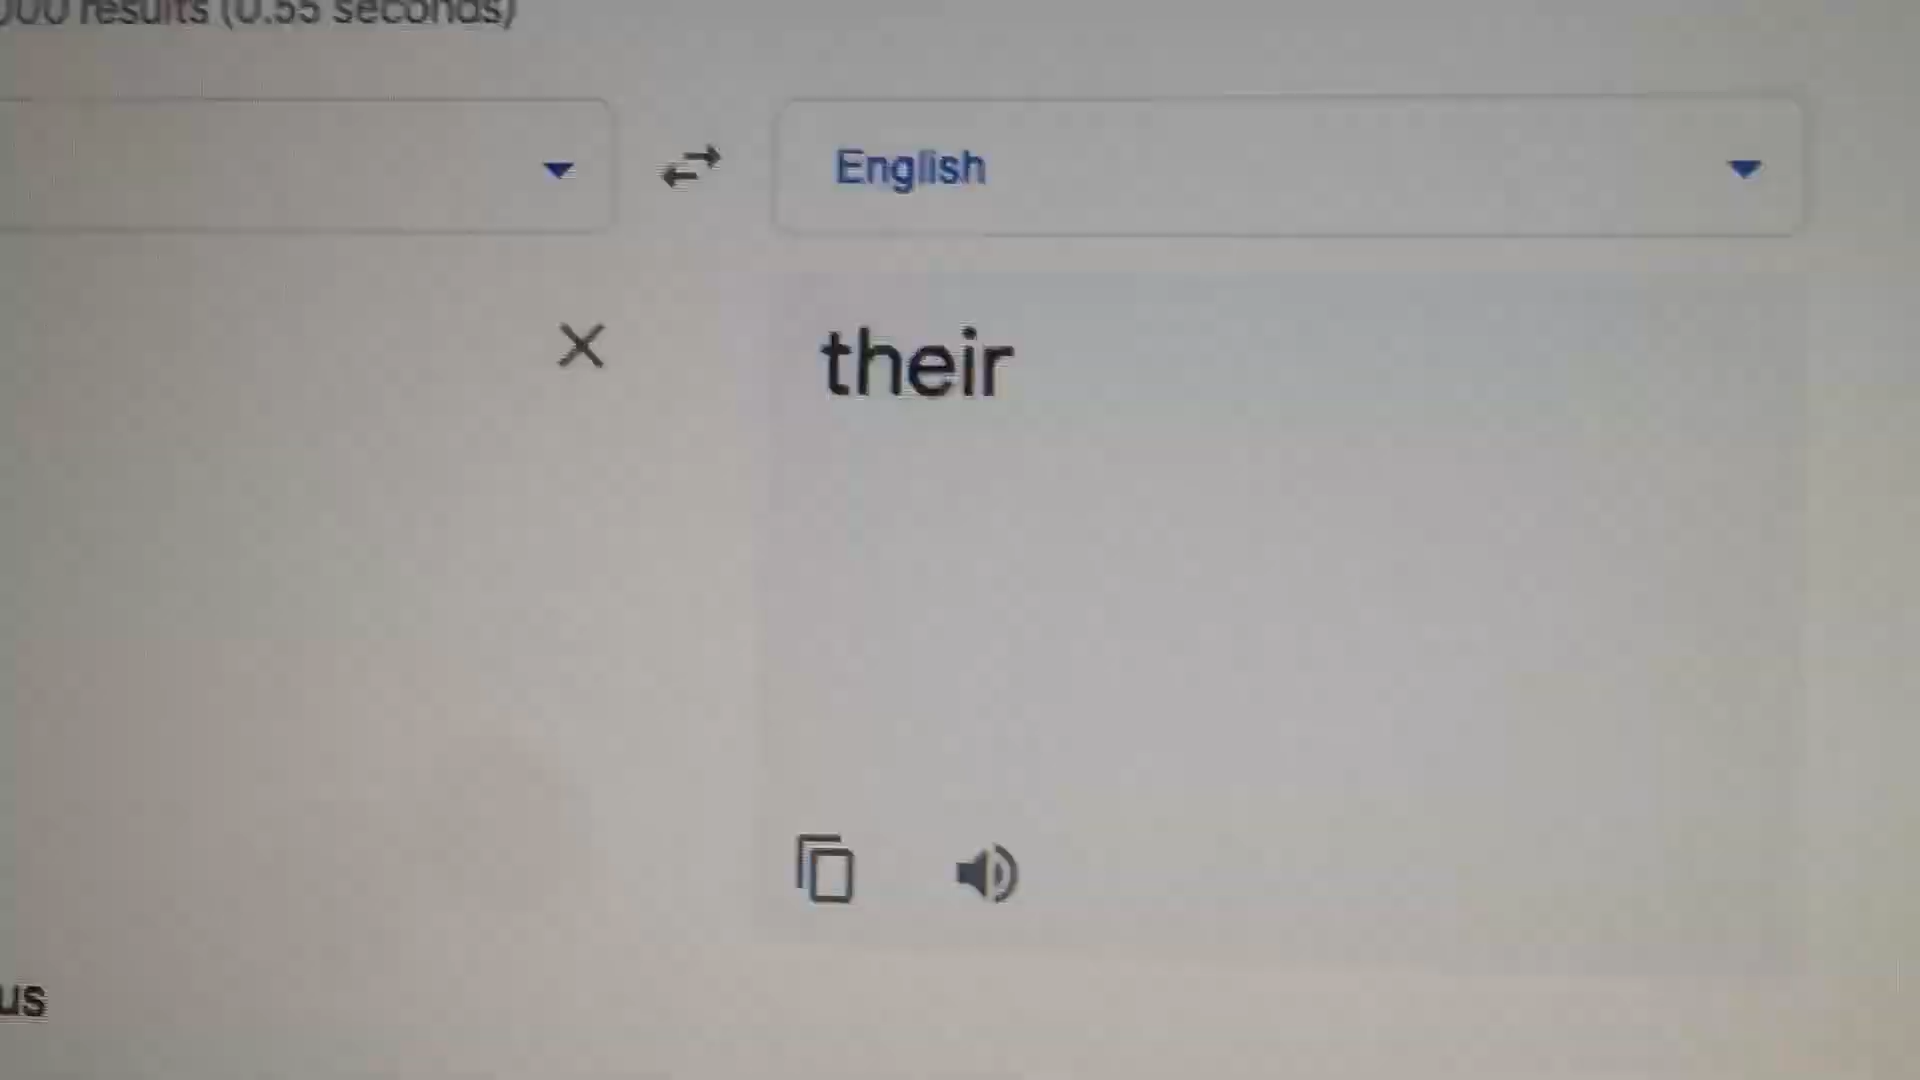 results (0.55 seconds)
English
their
us